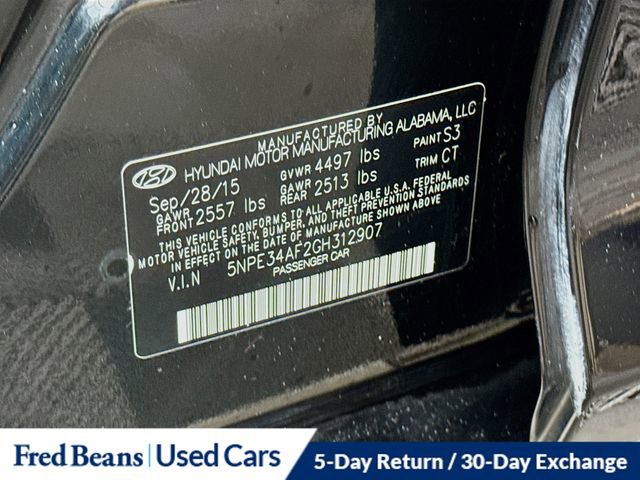 MANUFACTURED BY
HYUNDAI MOTOR MANUFACTURING ALABAMA, LLC
Sep/28/15 GVWR 4497 lbs PAINT S3
GAWR FRONT 2557 lbs GAWR REAR 2513 lbs TRIM CT
THIS VEHICLE CONFORMS TO ALL APPLICABLE U.S.A. FEDERAL
MOTOR VEHICLE SAFETY, BUMPER, AND THEFT PREVENTION STANDARDS
IN EFFECT ON THE DATE OF MANUFACTURE SHOWN ABOVE.
V.I.N 5NPE34AF2GH312907
PASSENGER CAR
Fred Beans | Used Cars
5-Day Return / 30-Day Exchange